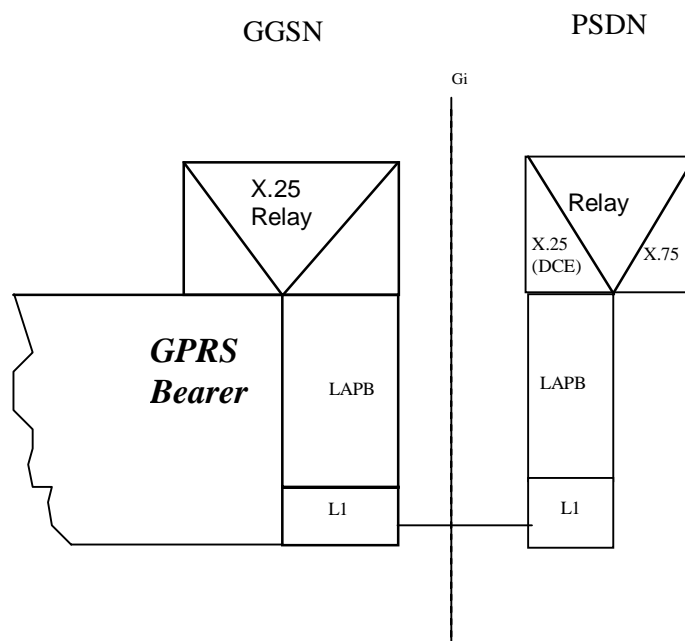 GGSN
PSDN
Gi
X.25
Relay
Relay
X.25
(DCE)
X.75
GPRS
Bearer
LAPB
LAPB
L1
L1